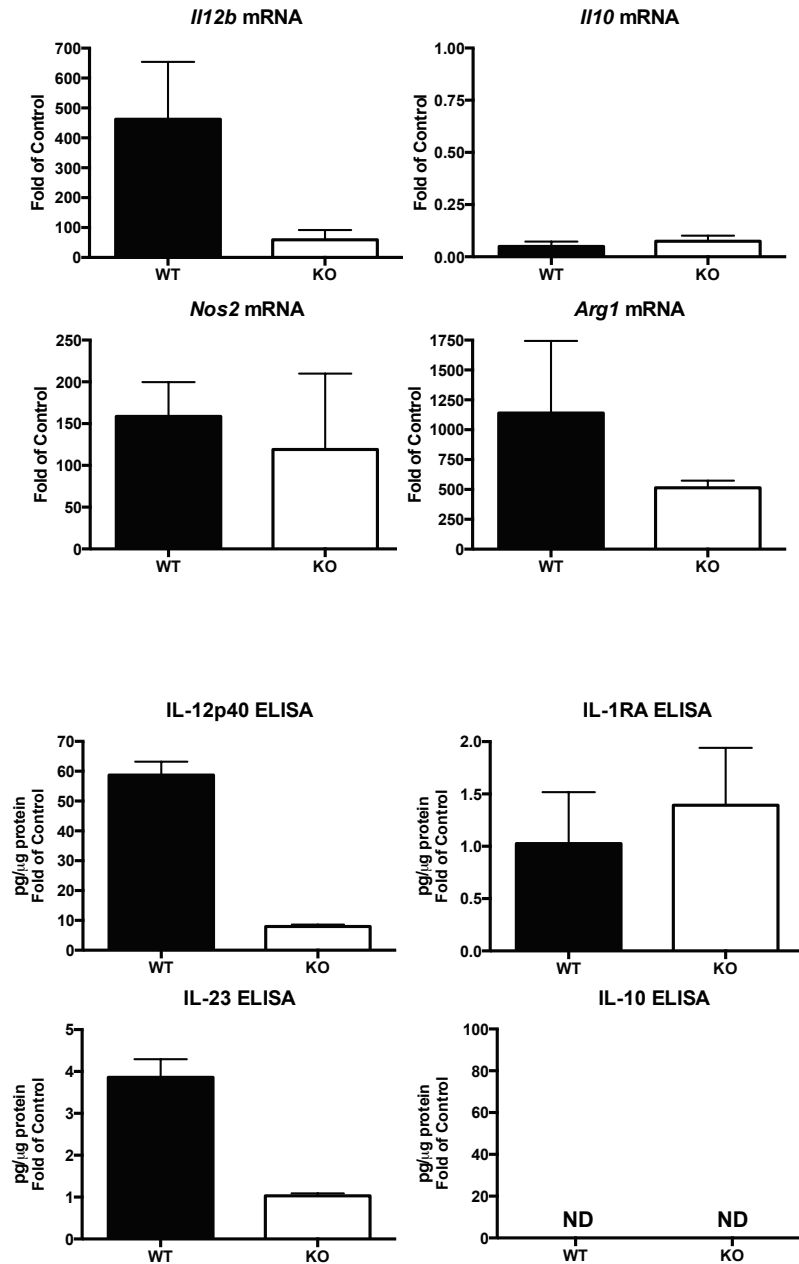 Il12b mRNA
Fold of Control
700
600
500
400
300
200
100
0
WT KO
Il10 mRNA
Fold of Control
1.00
0.75
0.50
0.25
0.00
WT KO
Nos2 mRNA
Fold of Control
250
200
150
100
50
0
WT KO
Arg1 mRNA
Fold of Control
1750
1500
1250
1000
750
500
250
0
WT KO
IL-12p40 ELISA
pg/µg protein
Fold of Control
70
60
50
40
30
20
10
0
WT KO
IL-1RA ELISA
pg/µg protein
Fold of Control
2.0
1.5
1.0
0.5
0.0
WT KO
IL-23 ELISA
pg/µg protein
Fold of Control
5
4
3
2
1
0
WT KO
IL-10 ELISA
pg/µg protein
Fold of Control
100
80
60
40
20
0
ND ND
WT KO